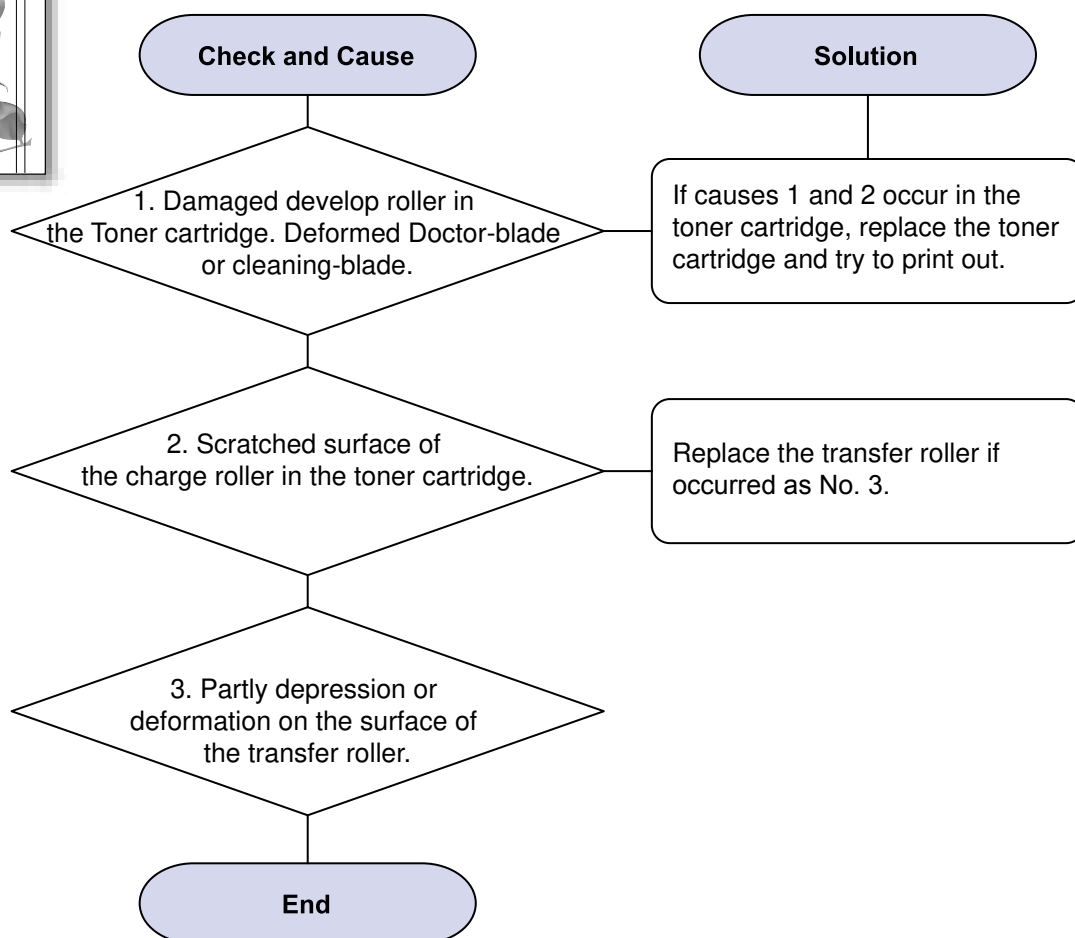 Check and Cause
Solution
1. Damaged develop roller in
the Toner cartridge. Deformed Doctor-blade
or cleaning-blade.
If causes 1 and 2 occur in the
toner cartridge, replace the toner
cartridge and try to print out.
2. Scratched surface of
the charge roller in the toner cartridge.
Replace the transfer roller if
occurred as No. 3.
3. Partly depression or
deformation on the surface of
the transfer roller.
End